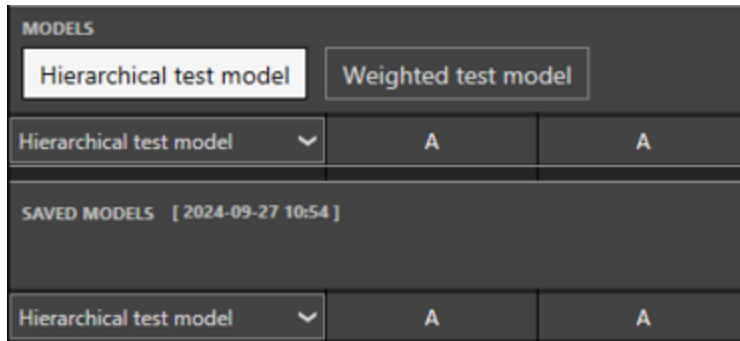 MODELS
Hierarchical test model Weighted test model
Hierarchical test model A A
SAVED MODELS [ 2024-09-27 10:54 ]
Hierarchical test model A A